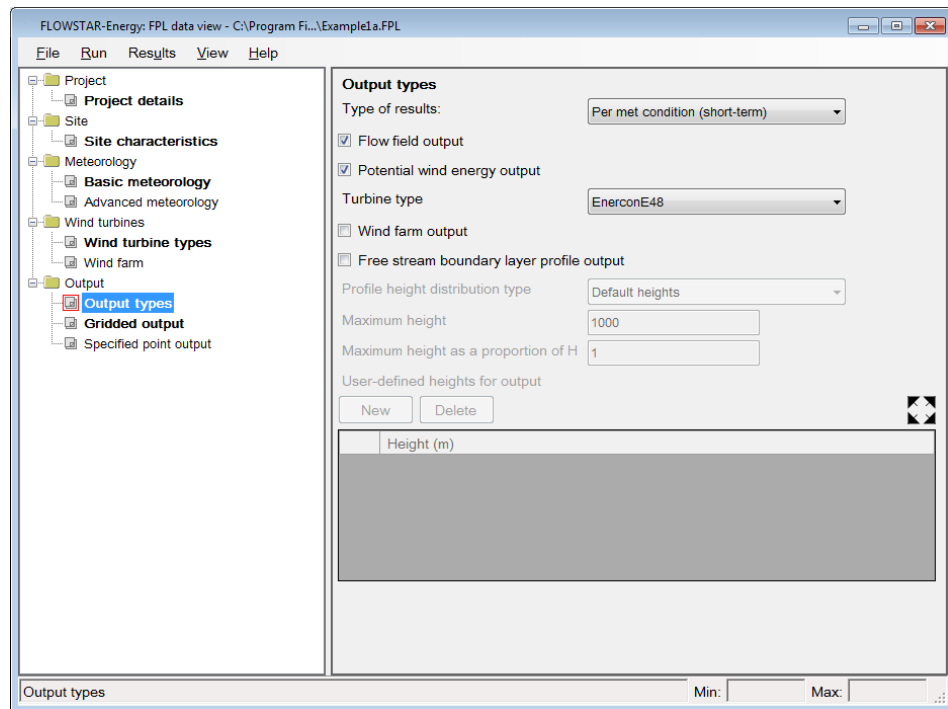 FLOWSTAR-Energy: FPL data view - C:\Program Fi...\Example1a.FPL
File Run Results View Help
Project
Project details
Site
Site characteristics
Meteorology
Basic meteorology
Advanced meteorology
Wind turbines
Wind turbine types
Wind farm
Output
Output types
Gridded output
Specified point output
Output types
Type of results: Per met condition (short-term)
Flow field output
Potential wind energy output
Turbine type EnerconE48
Wind farm output
Free stream boundary layer profile output
Profile height distribution type Default heights
Maximum height 1000
Maximum height as a proportion of H 1
User-defined heights for output
New Delete
Height (m)
Output types Min: Max: